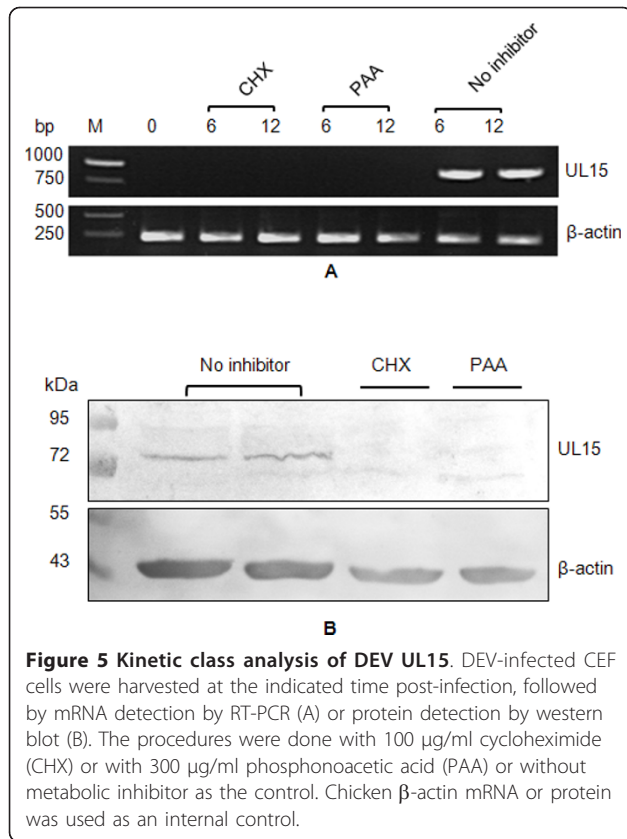 CHX PAA No inhibitor
bp M 0 6 12 6 12 6 12
1000
750
UL15
500
250
β-actin
A
No inhibitor CHX PAA
kDa
95
72
UL15
55
43
β-actin
B
Figure 5 Kinetic class analysis of DEV UL15. DEV-infected CEF
cells were harvested at the indicated time post-infection, followed
by mRNA detection by RT-PCR (A) or protein detection by western
blot (B). The procedures were done with 100 μg/ml cycloheximide
(CHX) or with 300 μg/ml phosphonoacetic acid (PAA) or without
metabolic inhibitor as the control. Chicken β-actin mRNA or protein
was used as an internal control.